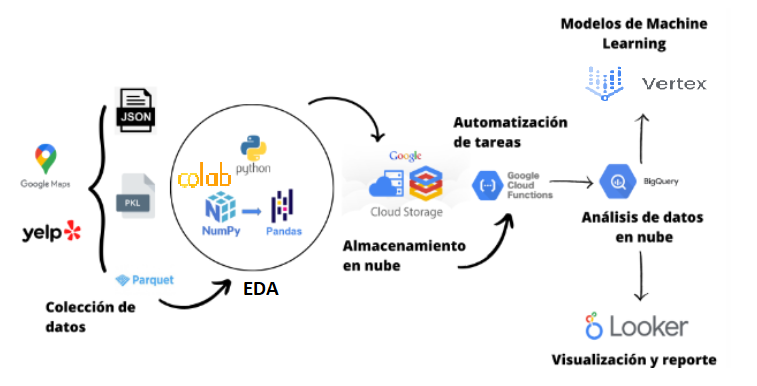 Google Maps
yelp
JSON
PKL
Parquet
Colección de
datos
colab
python
NumPy
Pandas
EDA
Google
Cloud Storage
Almacenamiento
en nube
Automatización
de tareas
Google
Cloud
Functions
BigQuery
Análisis de datos
en nube
Modelos de Machine
Learning
Vertex
Looker
Visualización y reporte